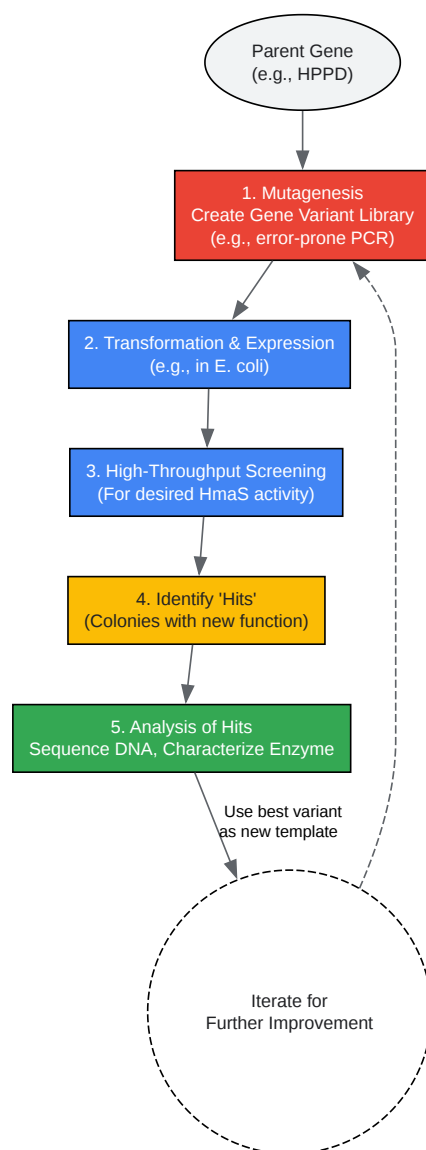 Parent Gene
(e.g., HPPD)
1. Mutagenesis
Create Gene Variant Library
(e.g., error-prone PCR)
2. Transformation & Expression
(e.g., in E. coli)
3. High-Throughput Screening
(For desired HmaS activity)
4. Identify 'Hits'
(Colonies with new function)
5. Analysis of Hits
Sequence DNA, Characterize Enzyme
Use best variant
as new template
Iterate for
Further Improvement